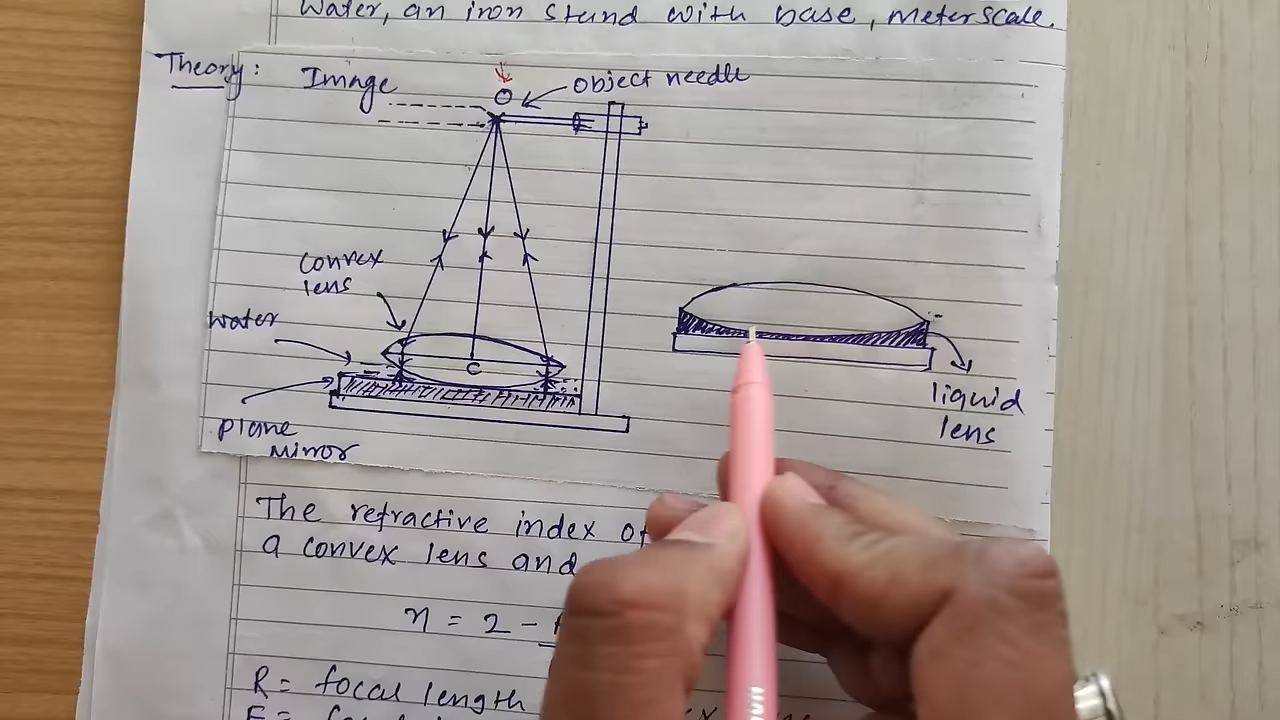 Water, an iron stand with base, meter scale.
Theory: Image
O
object needle
convex
lens
water
C
plane
mirror
liquid
lens
The refractive index of
a convex lens and
n = 2 -
R = focal length